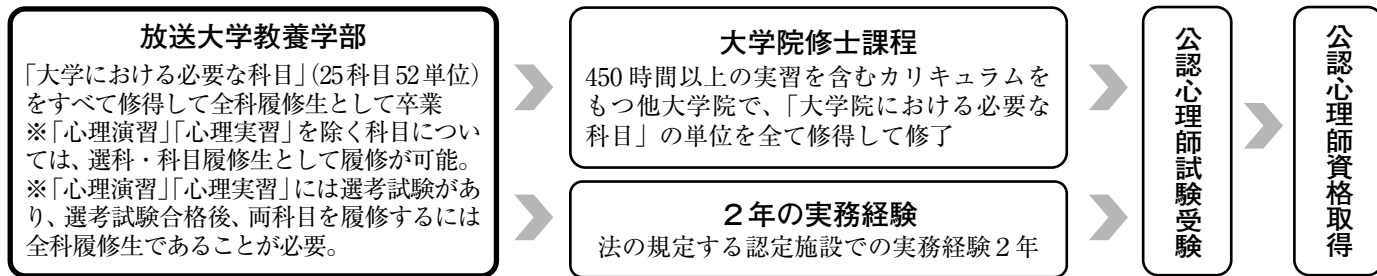 放送大学教養学部
「大学における必要な科目」(25科目52単位)
をすべて修得して全科履修生として卒業
※「心理演習」「心理実習」を除く科目につい
ては、選科・科目履修生として履修が可能。
※「心理演習」「心理実習」には選考試験があ
り、選考試験合格後、両科目を履修するには
全科履修生であることが必要。
大学院修士課程
450時間以上の実習を含むカリキュラムを
もつ他大学院で、「大学院における必要な
科目」の単位を全て修得して修了
2年の実務経験
法の規定する認定施設での実務経験2年
公認心理師試験受験
公認心理師資格取得